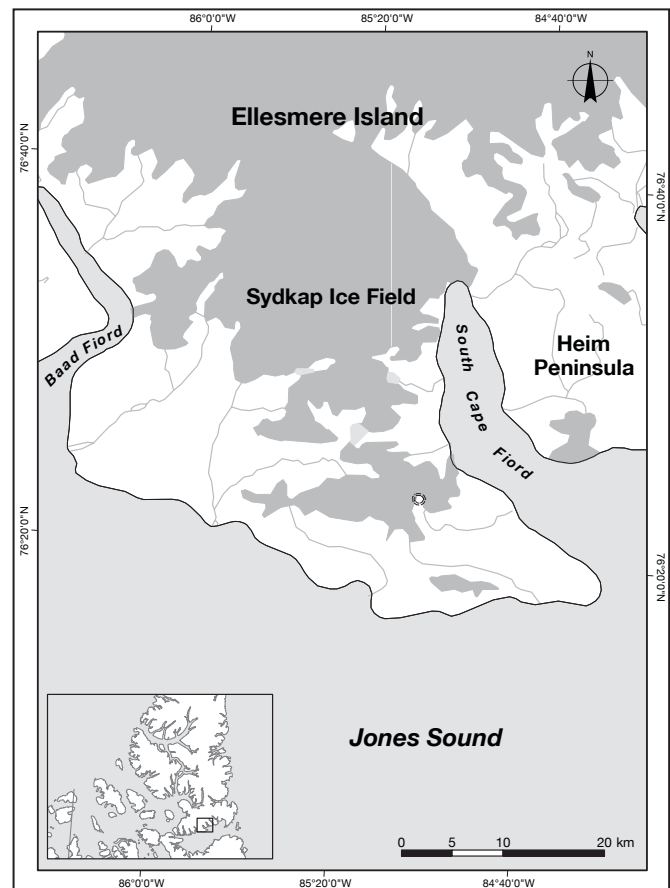 86°0'0"W 85°20'0"W 84°40'0"W
N
Ellesmere Island
76°40'0"N
76°40'0"N
Sydkap Ice Field
Baad Fiord
South Cape Fiord
Heim
Peninsula
76°20'0"N
76°20'0"N
Jones Sound
0 5 10 20 km
86°0'0"W 85°20'0"W 84°40'0"W